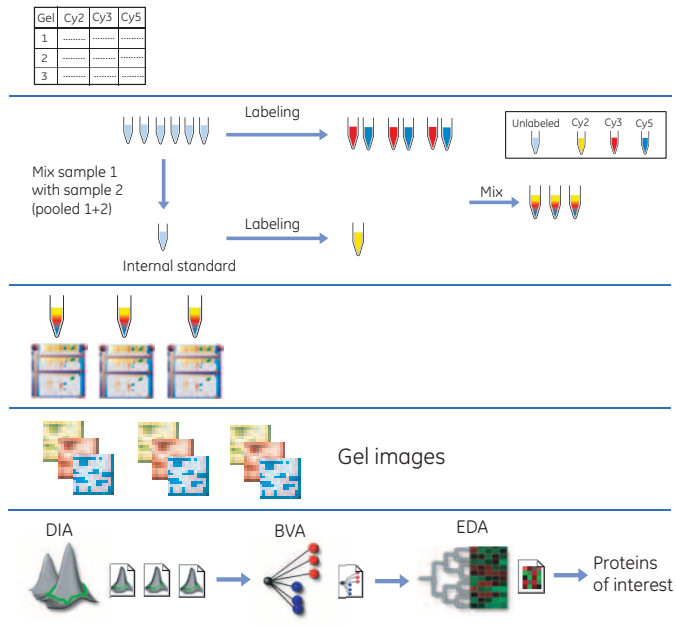 Gel Cy2 Cy3 Cy5
1 ......... ......... .........
2 ......... ......... .........
3 ......... ......... .........
Labeling
Unlabeled Cy2 Cy3 Cy5
Mix sample 1
with sample 2
(pooled 1+2)
Mix
Labeling
Internal standard
Gel images
DIA
BVA
EDA
Proteins
of interest